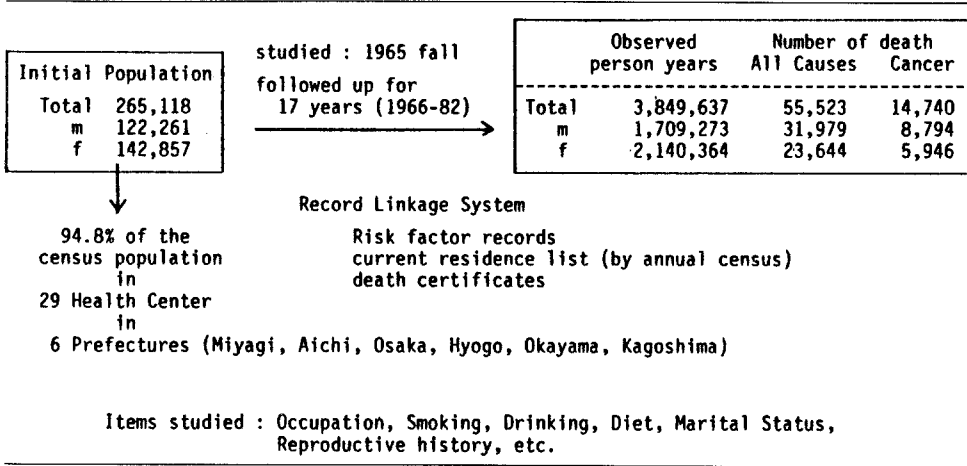 studied : 1965 fall
followed up for
17 years (1966-82)
Initial Population
Total 265,118
m 122,261
f 142,857
Observed person years Number of death All Causes Cancer
Total 3,849,637 55,523 14,740
m 1,709,273 31,979 8,794
f 2,140,364 23,644 5,946
94.8% of the
census population
in
29 Health Center
in
6 Prefectures (Miyagi, Aichi, Osaka, Hyogo, Okayama, Kagoshima)
Record Linkage System
Risk factor records
current residence list (by annual census)
death certificates
Items studied : Occupation, Smoking, Drinking, Diet, Marital Status,
Reproductive history, etc.